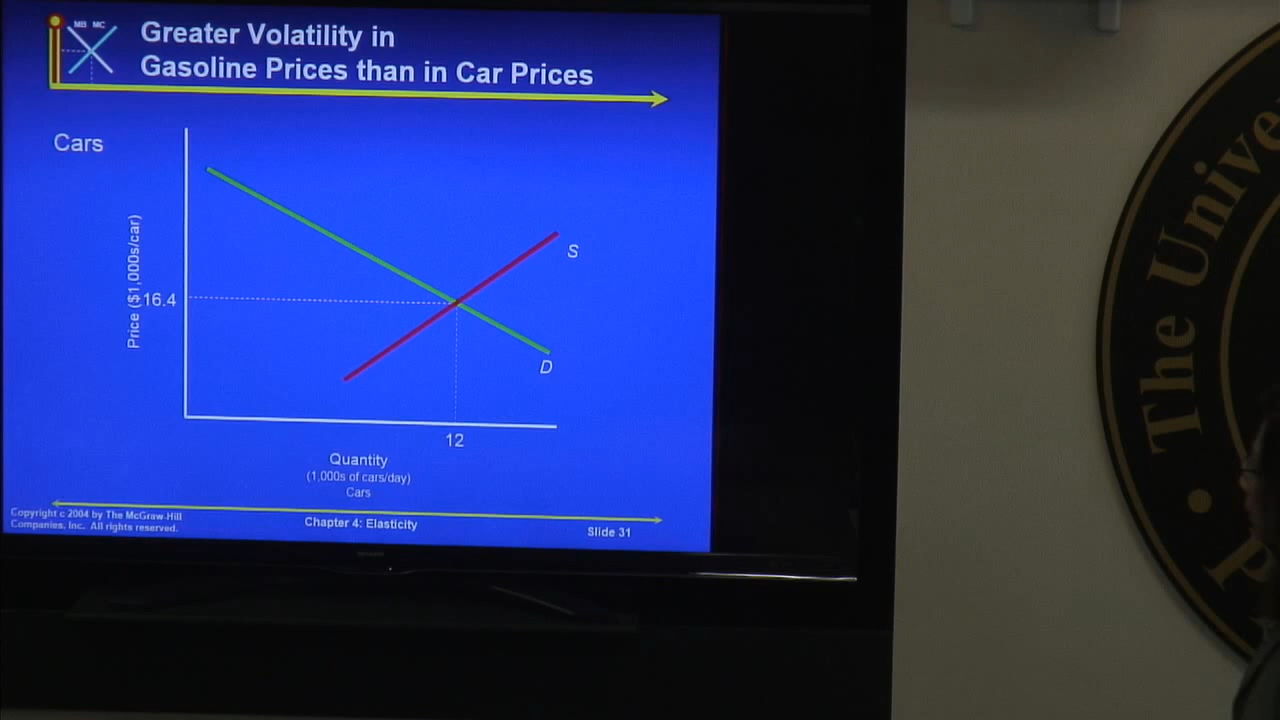 MB MC
Greater Volatility in
Gasoline Prices than in Car Prices
Cars
Price ($1,000s/car)
16.4
S
D
12
Quantity
(1,000s of cars/day)
Cars
Copyright c 2004 by The McGraw-Hill
Companies, Inc. All rights reserved.
Chapter 4: Elasticity
Slide 31
The Unive